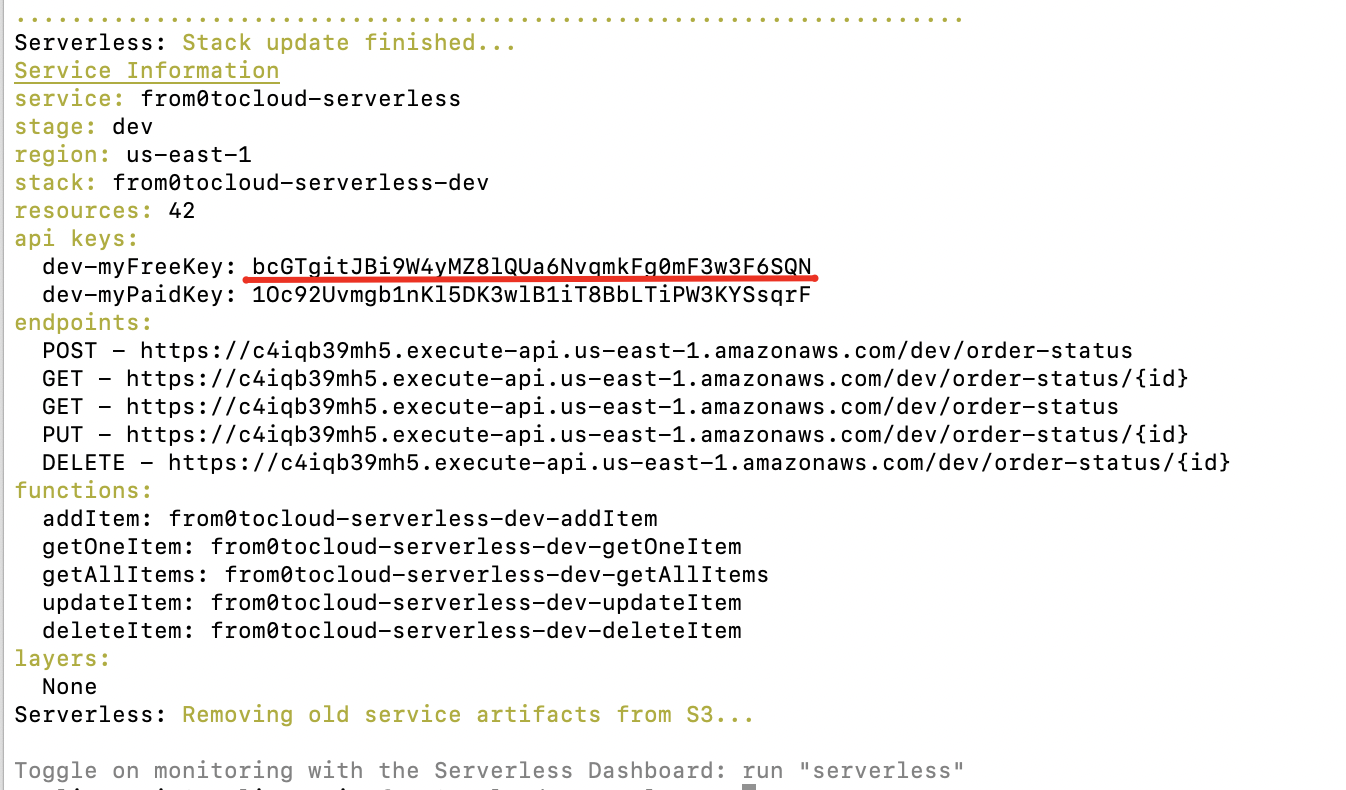 Serverless: Stack update finished...
Service Information
service: from0tocloud-serverless
stage: dev
region: us-east-1
stack: from0tocloud-serverless-dev
resources: 42
api keys:
dev-myFreeKey: bcGTgitJBi9W4yMZ8lQUa6NvqmkFg0mF3w3F6SQN
dev-myPaidKey: 1Oc92Uvmgb1nKl5DK3wlB1iT8BbLTiPW3KYSsqrF
endpoints:
POST - https://c4iqb39mh5.execute-api.us-east-1.amazonaws.com/dev/order-status
GET - https://c4iqb39mh5.execute-api.us-east-1.amazonaws.com/dev/order-status/{id}
GET - https://c4iqb39mh5.execute-api.us-east-1.amazonaws.com/dev/order-status
PUT - https://c4iqb39mh5.execute-api.us-east-1.amazonaws.com/dev/order-status/{id}
DELETE - https://c4iqb39mh5.execute-api.us-east-1.amazonaws.com/dev/order-status/{id}
functions:
addItem: from0tocloud-serverless-dev-addItem
getOneItem: from0tocloud-serverless-dev-getOneItem
getAllItems: from0tocloud-serverless-dev-getAllItems
updateItem: from0tocloud-serverless-dev-updateItem
deleteItem: from0tocloud-serverless-dev-deleteItem
layers:
None
Serverless: Removing old service artifacts from S3...
Toggle on monitoring with the Serverless Dashboard: run "serverless"